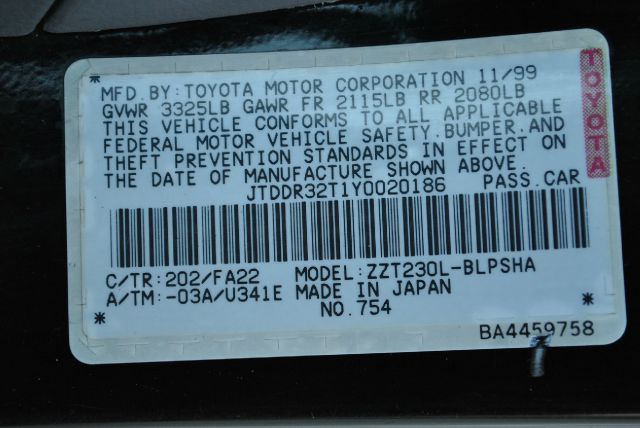 MFD. BY: TOYOTA MOTOR CORPORATION 11/99
GVWR 3325LB GAWR FR 2115LB RR 2080LB
THIS VEHICLE CONFORMS TO ALL APPLICABLE
FEDERAL MOTOR VEHICLE SAFETY. BUMPER. AND
THEFT PREVENTION STANDARDS IN EFFECT ON
THE DATE OF MANUFACTURE SHOWN ABOVE.
JTDDR32T1Y0020186 PASS. CAR
TOYOTA
C/TR: 202/FA22 MODEL: ZZT230L-BLPSHA
A/TM: -03A/U341E MADE IN JAPAN
NO. 754
BA4459758